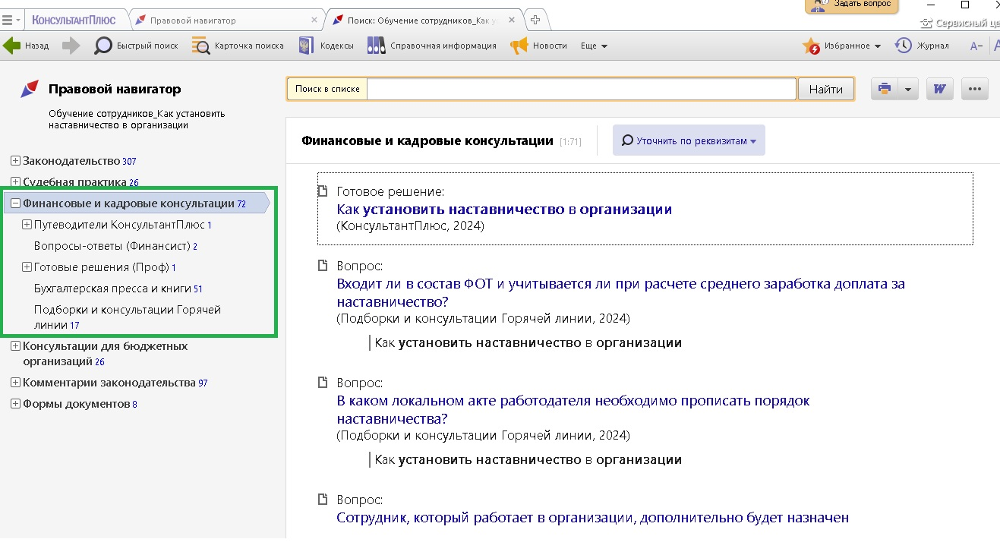 Задать вопрос
КонсультантПлюс
Правовой навигатор
Поиск: Обучение сотрудников_Как
Сервисный
Назад
Быстрый поиск
Карточка поиска
Кодексы
Справочная информация
Новости
Еще
Избранное
Журнал
А−
Правовой навигатор
Обучение сотрудников_Как установить
наставничество в организации
Законодательство 307
Судебная практика 26
Финансовые и кадровые консультации 72
Путеводители КонсультантПлюс 1
Вопросы-ответы (Финансист) 2
Готовые решения (Проф) 1
Бухгалтерская пресса и книги 51
Подборки и консультации Горячей
линии 17
Консультации для бюджетных
организаций 26
Комментарии законодательства 97
Формы документов 8
Поиск в списке
Найти
W
Финансовые и кадровые консультации [1:71]
Уточнить по реквизитам
Готовое решение:
Как установить наставничество в организации
(КонсультантПлюс, 2024)
Вопрос:
Входит ли в состав ФОТ и учитывается ли при расчете среднего заработка доплата за
наставничество?
(Подборки и консультации Горячей линии, 2024)
Как установить наставничество в организации
Вопрос:
В каком локальном акте работодателя необходимо прописать порядок
наставничества?
(Подборки и консультации Горячей линии, 2024)
Как установить наставничество в организации
Вопрос:
Сотрудник, который работает в организации, дополнительно будет назначен